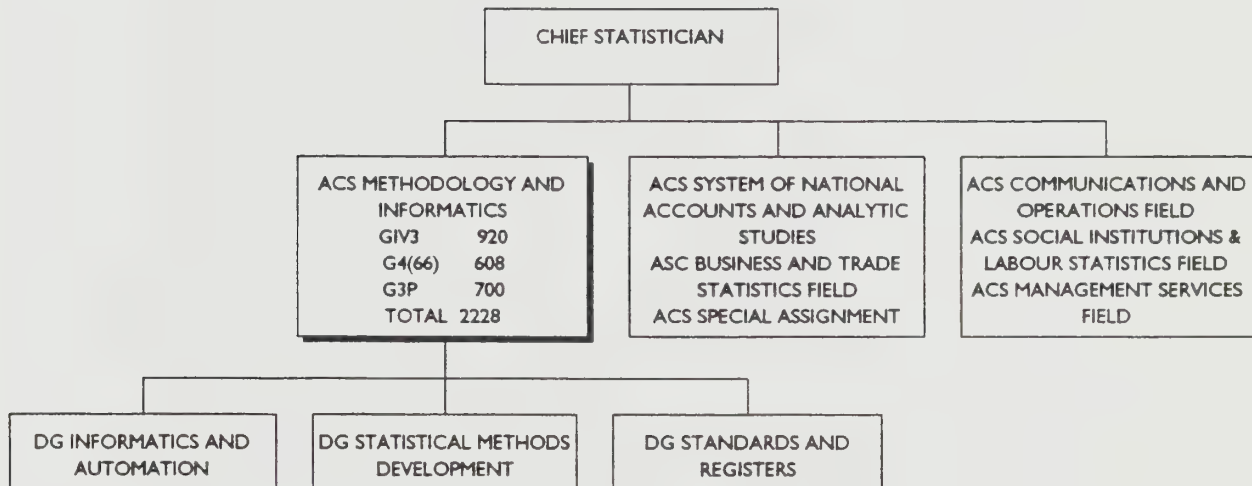 CHIEF STATISTICIAN
ACS METHODOLOGY AND
INFORMATICS
GIV3 920
G4(66) 608
G3P 700
TOTAL 2228
ACS SYSTEM OF NATIONAL
ACCOUNTS AND ANALYTIC
STUDIES
ASC BUSINESS AND TRADE
STATISTICS FIELD
ACS SPECIAL ASSIGNMENT
ACS COMMUNICATIONS AND
OPERATIONS FIELD
ACS SOCIAL INSTITUTIONS &
LABOUR STATISTICS FIELD
ACS MANAGEMENT SERVICES
FIELD
DG INFORMATICS AND
AUTOMATION
DG STATISTICAL METHODS
DEVELOPMENT
DG STANDARDS AND
REGISTERS